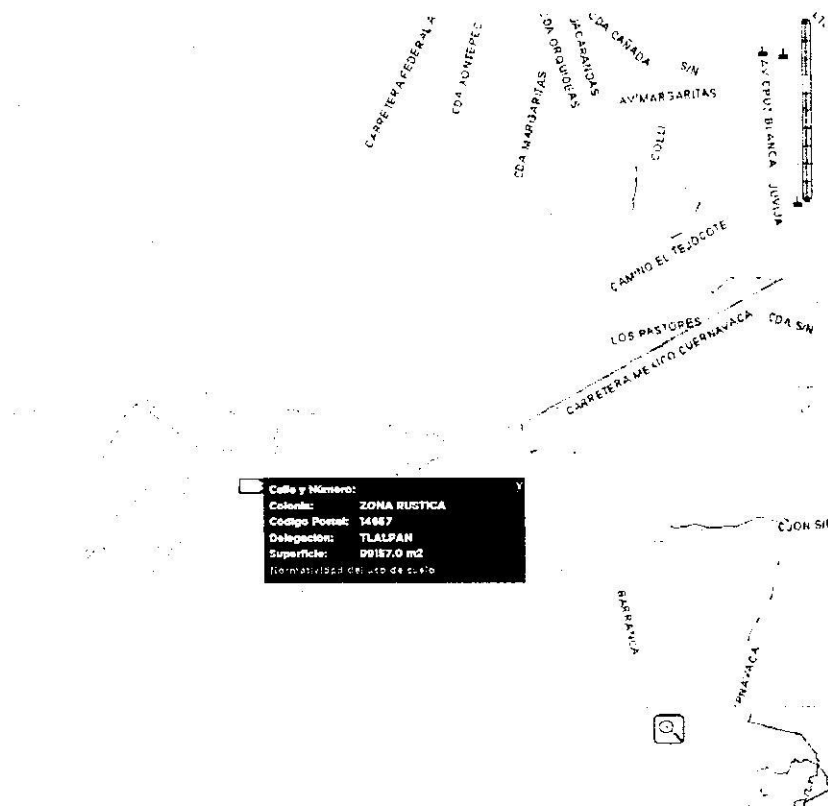 CARRETERA FEDERAL A
CDA XONTEPEC
CDA MARGARITAS
CDA ORQUIDEAS
JACARANDAS
CDA CAÑADA
S/N
AV MARGARITAS
COLLI
AV CRUZ BLANCA
JUVIJA
CAMINO EL TEJOCOTE
LOS PASTORES
CARRETERA MEXICO CUERNAVACA
CDA S/N
Calle y Número:
Colonia: ZONA RUSTICA
Código Postal: 14657
Delegación: TLALPAN
Superficie: 99157.0 m2
Normatividad del uso de suelo
BARRANCA
RNAVACA